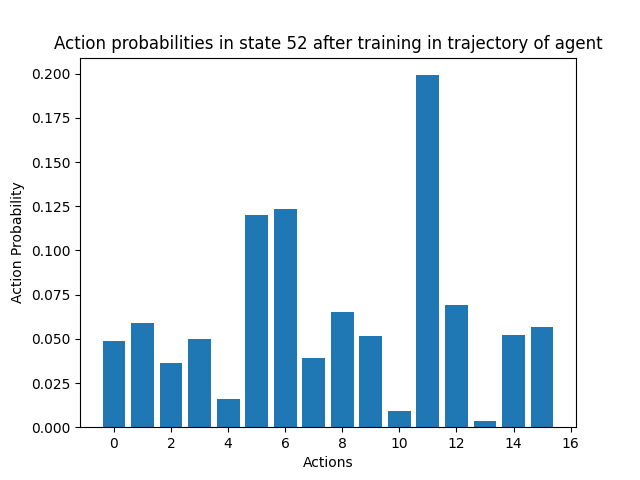 Action probabilities in state 52 after training in trajectory of agent
0.200
0.175
0.150
0.125
0.100
0.075
0.050
0.025
0.000
Action Probability
0 2 4 6 8 10 12 14 16
Actions